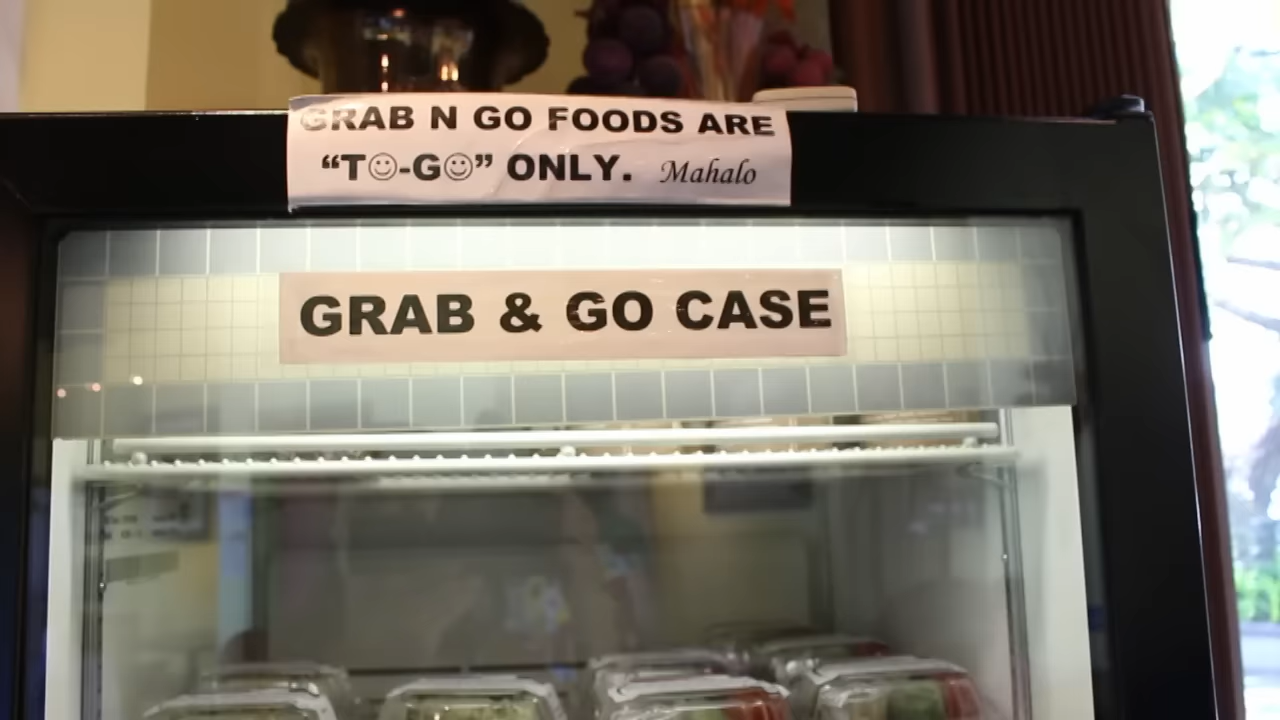 GRAB N GO FOODS ARE
“T☺-G☺” ONLY. Mahalo
GRAB & GO CASE